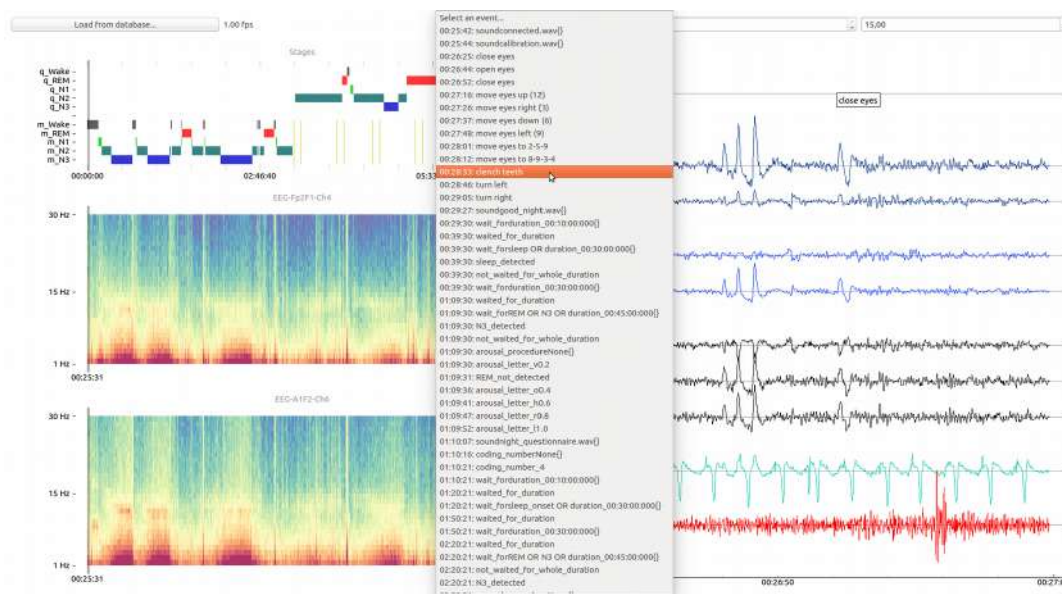 Load from database...
1.00 fps
15,00
Stages
q_Wake
q_REM
q_N1
q_N2
q_N3
m_Wake
m_REM
m_N1
m_N2
m_N3
00:00:00
02:46:40
05:33
EEG-Fp2F1-Ch4
30 Hz
15 Hz
1 Hz
00:25:31
EEG-A1F2-Ch6
30 Hz
15 Hz
1 Hz
00:25:31
Select an event...
00:25:42: soundconnected.wav{}
00:25:44: soundcalibration.wav{}
00:26:25: close eyes
00:26:44: open eyes
00:26:52: close eyes
00:27:16: move eyes up (12)
00:27:26: move eyes right (3)
00:27:37: move eyes down (6)
00:27:48: move eyes left (9)
00:28:01: move eyes to 2-5-9
00:28:12: move eyes to 8-9-3-4
00:28:33: clench teeth
00:28:46: turn left
00:29:05: turn right
00:29:27: soundgood_night.wav{}
00:29:30: wait_forduration_00:10:00:000{}
00:39:30: waited_for_duration
00:39:30: wait_forsleep OR duration_00:30:00:000{}
00:39:30: sleep_detected
00:39:30: not_waited_for_whole_duration
00:39:30: wait_forduration_00:30:00:000{}
01:09:30: waited_for_duration
01:09:30: wait_forREM OR N3 OR duration_00:45:00:000{}
01:09:30: N3_detected
01:09:30: not_waited_for_whole_duration
01:09:30: arousal_procedureNone{}
01:09:30: arousal_letter_v0.2
01:09:31: REM_not_detected
01:09:36: arousal_letter_o0.4
01:09:41: arousal_letter_h0.6
01:09:47: arousal_letter_r0.8
01:09:52: arousal_letter_l1.0
01:10:07: soundnight_questionnaire.wav{}
01:10:16: coding_numberNone{}
01:10:21: coding_number_4
01:10:21: wait_forduration_00:10:00:000{}
01:20:21: waited_for_duration
01:20:21: wait_forsleep_onset OR duration_00:30:00:000{}
01:50:21: waited_for_duration
01:50:21: wait_forduration_00:30:00:000{}
02:20:21: waited_for_duration
02:20:21: wait_forREM OR N3 OR duration_00:45:00:000{}
02:20:21: not_waited_for_whole_duration
02:20:21: N3_detected
close eyes
00:26:50